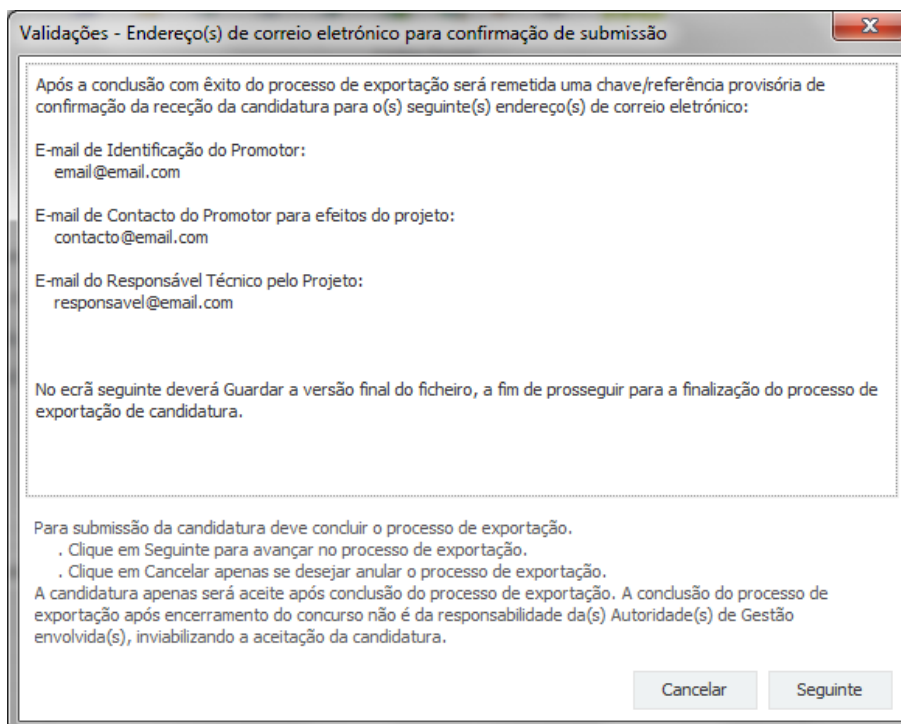 Validações - Endereço(s) de correio eletrónico para confirmação de submissão
Após a conclusão com êxito do processo de exportação será remetida uma chave/referência provisória de
confirmação da receção da candidatura para o(s) seguinte(s) endereço(s) de correio eletrónico:
E-mail de Identificação do Promotor:
email@email.com
E-mail de Contacto do Promotor para efeitos do projeto:
contacto@email.com
E-mail do Responsável Técnico pelo Projeto:
responsavel@email.com
No ecrã seguinte deverá Guardar a versão final do ficheiro, a fim de prosseguir para a finalização do processo de
exportação de candidatura.
Para submissão da candidatura deve concluir o processo de exportação.
. Clique em Seguinte para avançar no processo de exportação.
. Clique em Cancelar apenas se desejar anular o processo de exportação.
A candidatura apenas será aceite após conclusão do processo de exportação. A conclusão do processo de
exportação após encerramento do concurso não é da responsabilidade da(s) Autoridade(s) de Gestão
envolvida(s), inviabilizando a aceitação da candidatura.
Cancelar Seguinte